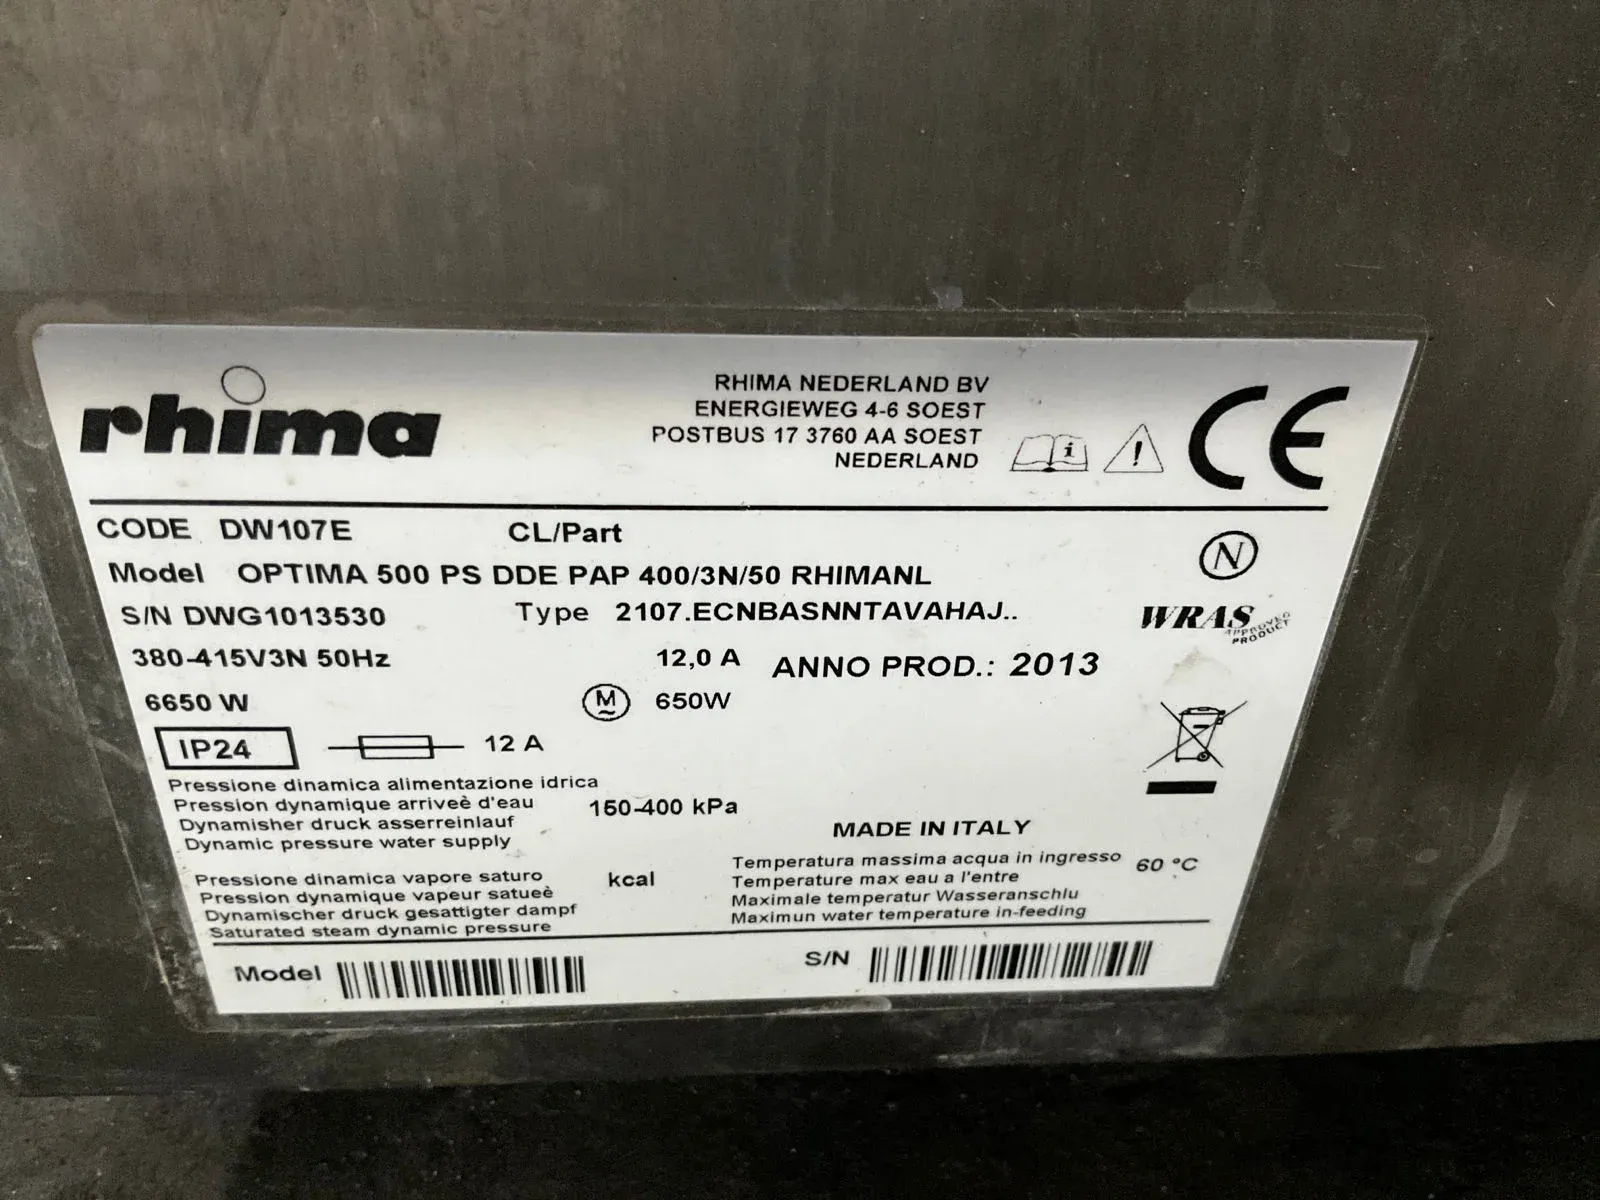 rhima
RHIMA NEDERLAND BV
ENERGIEWEG 4-6 SOEST
POSTBUS 17 3760 AA SOEST
NEDERLAND
i
!
CE
CODE DW107E CL/Part
N
Model OPTIMA 500 PS DDE PAP 400/3N/50 RHIMANL
S/N DWG1013530 Type 2107.ECNBASNNTAVAHAJ..
WRAS
APPROVED
PRODUCT
380-415V3N 50Hz 12,0 A ANNO PROD.: 2013
6650 W M 650W
IP24 12 A
Pressione dinamica alimentazione idrica
Pression dynamique arriveè d'eau
Dynamisher druck asserreinlauf
Dynamic pressure water supply
150-400 kPa
MADE IN ITALY
Pressione dinamica vapore saturo
Pression dynamique vapeur satueè
Dynamischer druck gesattigter dampf
Saturated steam dynamic pressure
kcal
Temperatura massima acqua in ingresso
Temperature max eau a l'entre
Maximale temperatur Wasseranschlu
Maximun water temperature in-feeding
60 °C
Model S/N